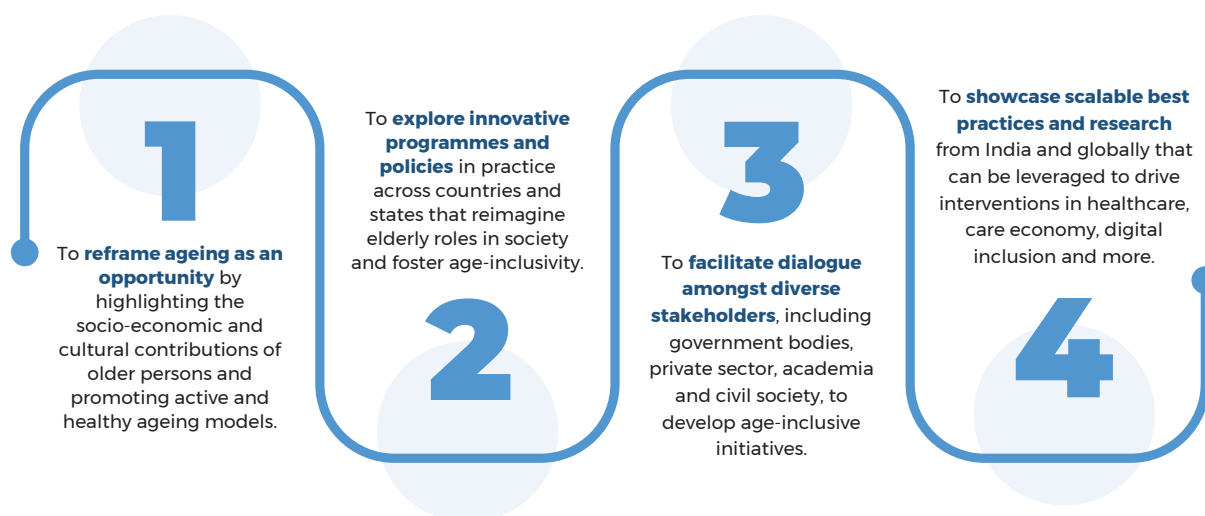 1
To reframe ageing as an
opportunity by
highlighting the
socio-economic and
cultural contributions of
older persons and
promoting active and
healthy ageing models.
To explore innovative
programmes and
policies in practice
across countries and
states that reimagine
elderly roles in society
and foster age-inclusivity.
2
3
To facilitate dialogue
amongst diverse
stakeholders, including
government bodies,
private sector, academia
and civil society, to
develop age-inclusive
initiatives.
To showcase scalable best
practices and research
from India and globally that
can be leveraged to drive
interventions in healthcare,
care economy, digital
inclusion and more.
4